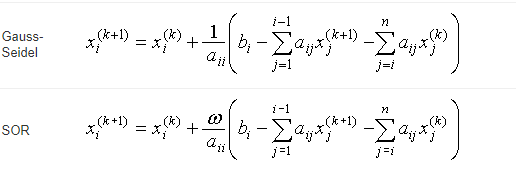 Gauss-Seidel x_i^{(k+1)} = x_i^{(k)} + \frac{1}{a_{ii}} \left( b_i - \sum_{j=1}^{i-1} a_{ij} x_j^{(k+1)} - \sum_{j=i}^{n} a_{ij} x_j^{(k)} \right)
SOR x_i^{(k+1)} = x_i^{(k)} + \frac{\omega}{a_{ii}} \left( b_i - \sum_{j=1}^{i-1} a_{ij} x_j^{(k+1)} - \sum_{j=i}^{n} a_{ij} x_j^{(k)} \right)